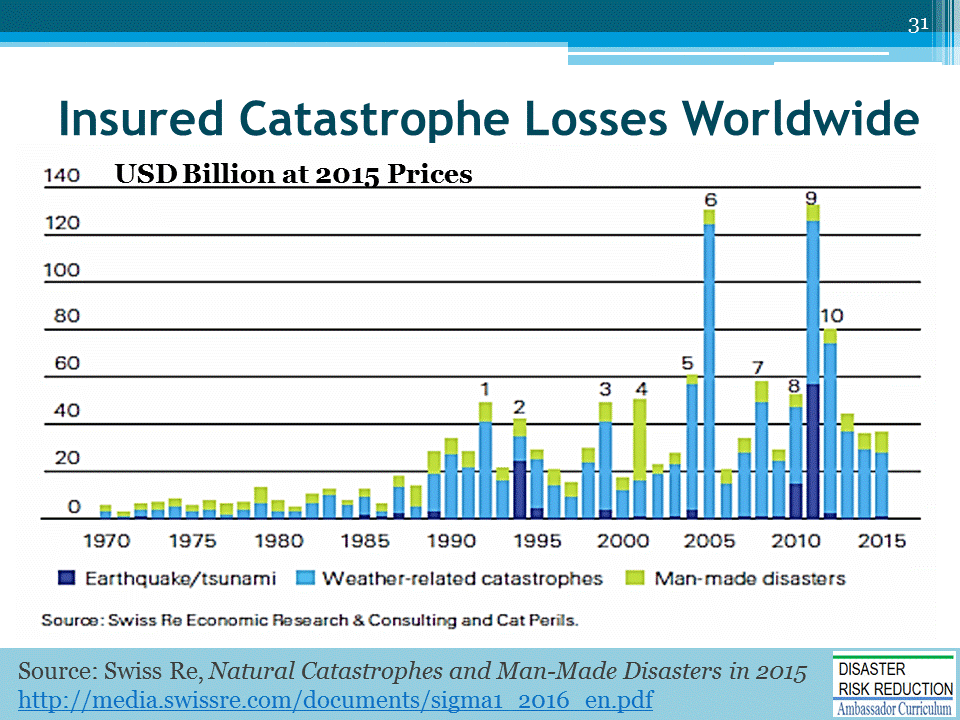 31
Insured Catastrophe Losses Worldwide
USD Billion at 2015 Prices
140
120
100
80
60
40
20
0
1 2 3 4 5 6 7 8 9 10
1970 1975 1980 1985 1990 1995 2000 2005 2010 2015
Earthquake/tsunami Weather-related catastrophes Man-made disasters
Source: Swiss Re Economic Research & Consulting and Cat Perils.
Source: Swiss Re, Natural Catastrophes and Man-Made Disasters in 2015
http://media.swissre.com/documents/sigma1_2016_en.pdf
DISASTER
RISK REDUCTION
Ambassador Curriculum